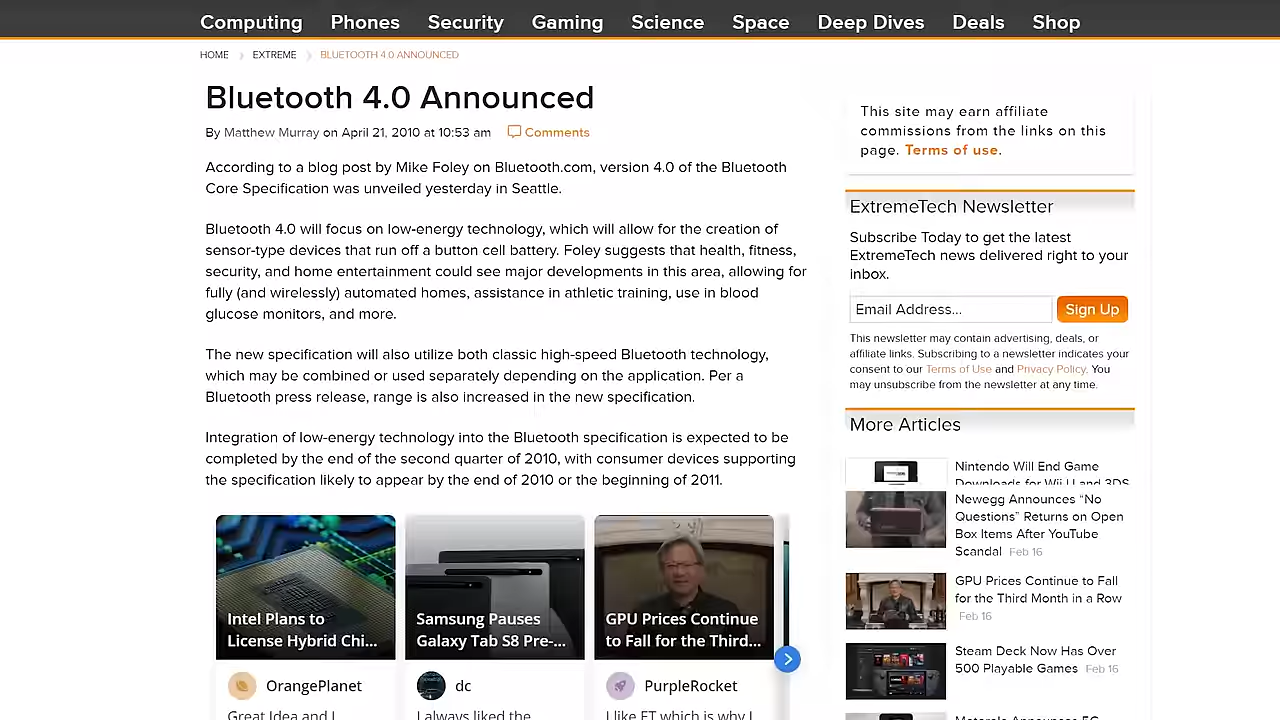 Computing Phones Security Gaming Science Space Deep Dives Deals Shop
HOME EXTREME BLUETOOTH 4.0 ANNOUNCED
Bluetooth 4.0 Announced
By Matthew Murray on April 21, 2010 at 10:53 am Comments
According to a blog post by Mike Foley on Bluetooth.com, version 4.0 of the Bluetooth
Core Specification was unveiled yesterday in Seattle.
Bluetooth 4.0 will focus on low-energy technology, which will allow for the creation of
sensor-type devices that run off a button cell battery. Foley suggests that health, fitness,
security, and home entertainment could see major developments in this area, allowing for
fully (and wirelessly) automated homes, assistance in athletic training, use in blood
glucose monitors, and more.
The new specification will also utilize both classic high-speed Bluetooth technology,
which may be combined or used separately depending on the application. Per a
Bluetooth press release, range is also increased in the new specification.
Integration of low-energy technology into the Bluetooth specification is expected to be
completed by the end of the second quarter of 2010, with consumer devices supporting
the specification likely to appear by the end of 2010 or the beginning of 2011.
Intel Plans to
License Hybrid Chi...
OrangePlanet
Great Idea and I
Samsung Pauses
Galaxy Tab S8 Pre-...
dc
I always liked the
GPU Prices Continue
to Fall for the Third...
PurpleRocket
I like ET which is why I
This site may earn affiliate
commissions from the links on this
page. Terms of use.
ExtremeTech Newsletter
Subscribe Today to get the latest
ExtremeTech news delivered right to your
inbox.
Email Address... Sign Up
This newsletter may contain advertising, deals, or
affiliate links. Subscribing to a newsletter indicates your
consent to our Terms of Use and Privacy Policy. You
may unsubscribe from the newsletter at any time.
More Articles
Nintendo Will End Game
Downloads for Wii U and 3DS
Newegg Announces “No
Questions” Returns on Open
Box Items After YouTube
Scandal Feb 16
GPU Prices Continue to Fall
for the Third Month in a Row
Feb 16
Steam Deck Now Has Over
500 Playable Games Feb 16
Motorola Announces 5G